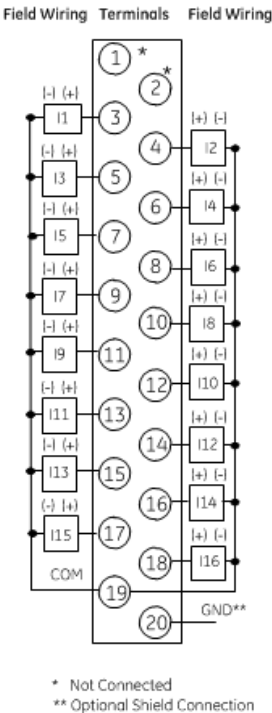 Field Wiring Terminals Field Wiring
1 *
*
2
(-) (+)
I1 3
(+) (-)
4 I2
(-) (+)
I3 5
(+) (-)
6 I4
(-) (+)
I5 7
(+) (-)
8 I6
(-) (+)
I7 9
(+) (-)
10 I8
(-) (+)
I9 11
(+) (-)
12 I10
(-) (+)
I11 13
(+) (-)
14 I12
(-) (+)
I13 15
(+) (-)
16 I14
(-) (+)
I15 17
(+) (-)
18 I16
COM 19
20 GND**
* Not Connected
** Optional Shield Connection